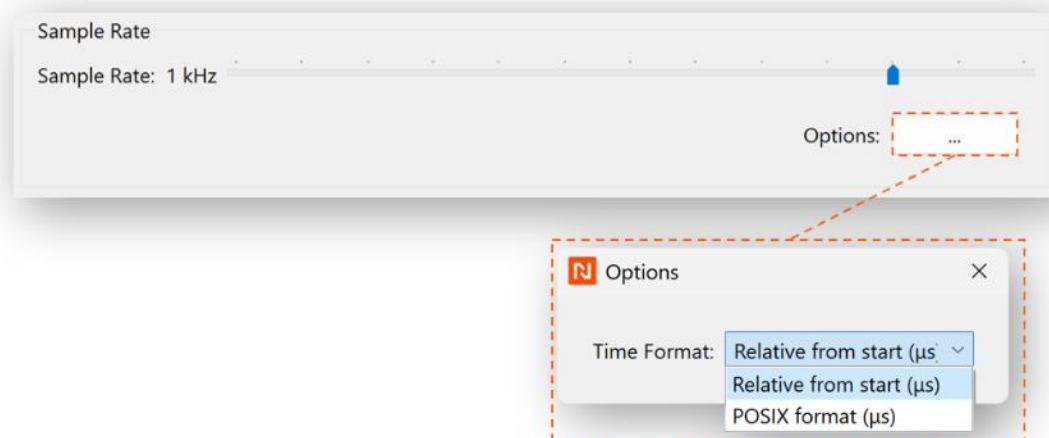 Sample Rate
Sample Rate: 1 kHz
Options: ...
Options
Time Format: Relative from start (µs)
Relative from start (µs)
POSIX format (µs)